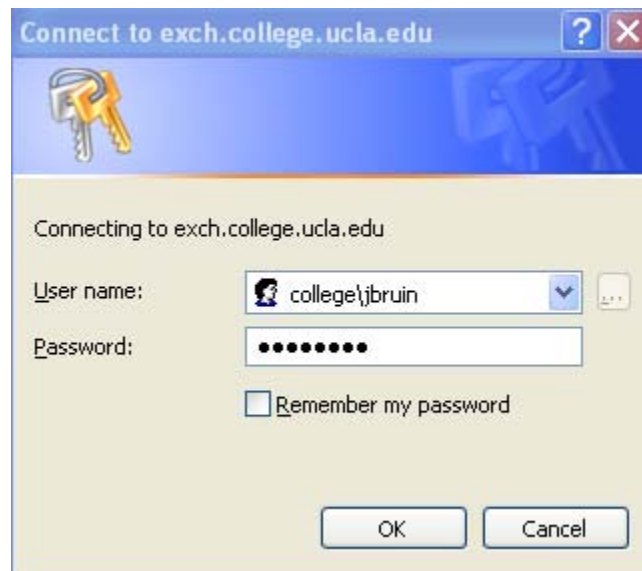 Connect to exch.college.ucla.edu
Connecting to exch.college.ucla.edu
User name:
college\jbruin
...
Password:
●●●●●●●●
Remember my password
OK
Cancel